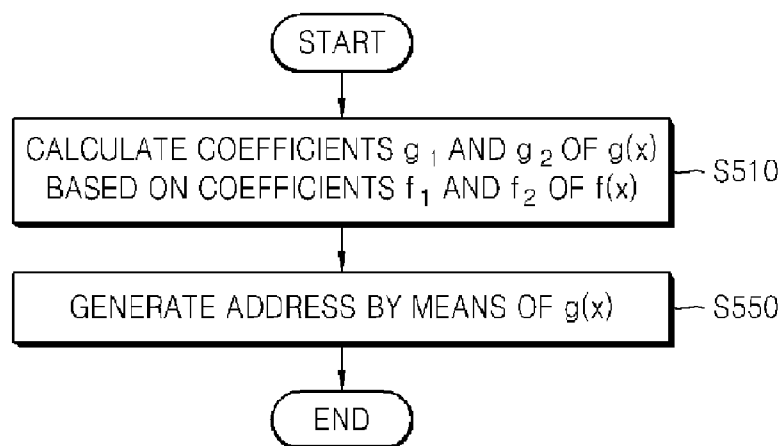 START
CALCULATE COEFFICIENTS g₁ AND g₂ OF g(x)
BASED ON COEFFICIENTS f₁ AND f₂ OF f(x)
S510
GENERATE ADDRESS BY MEANS OF g(x)
S550
END